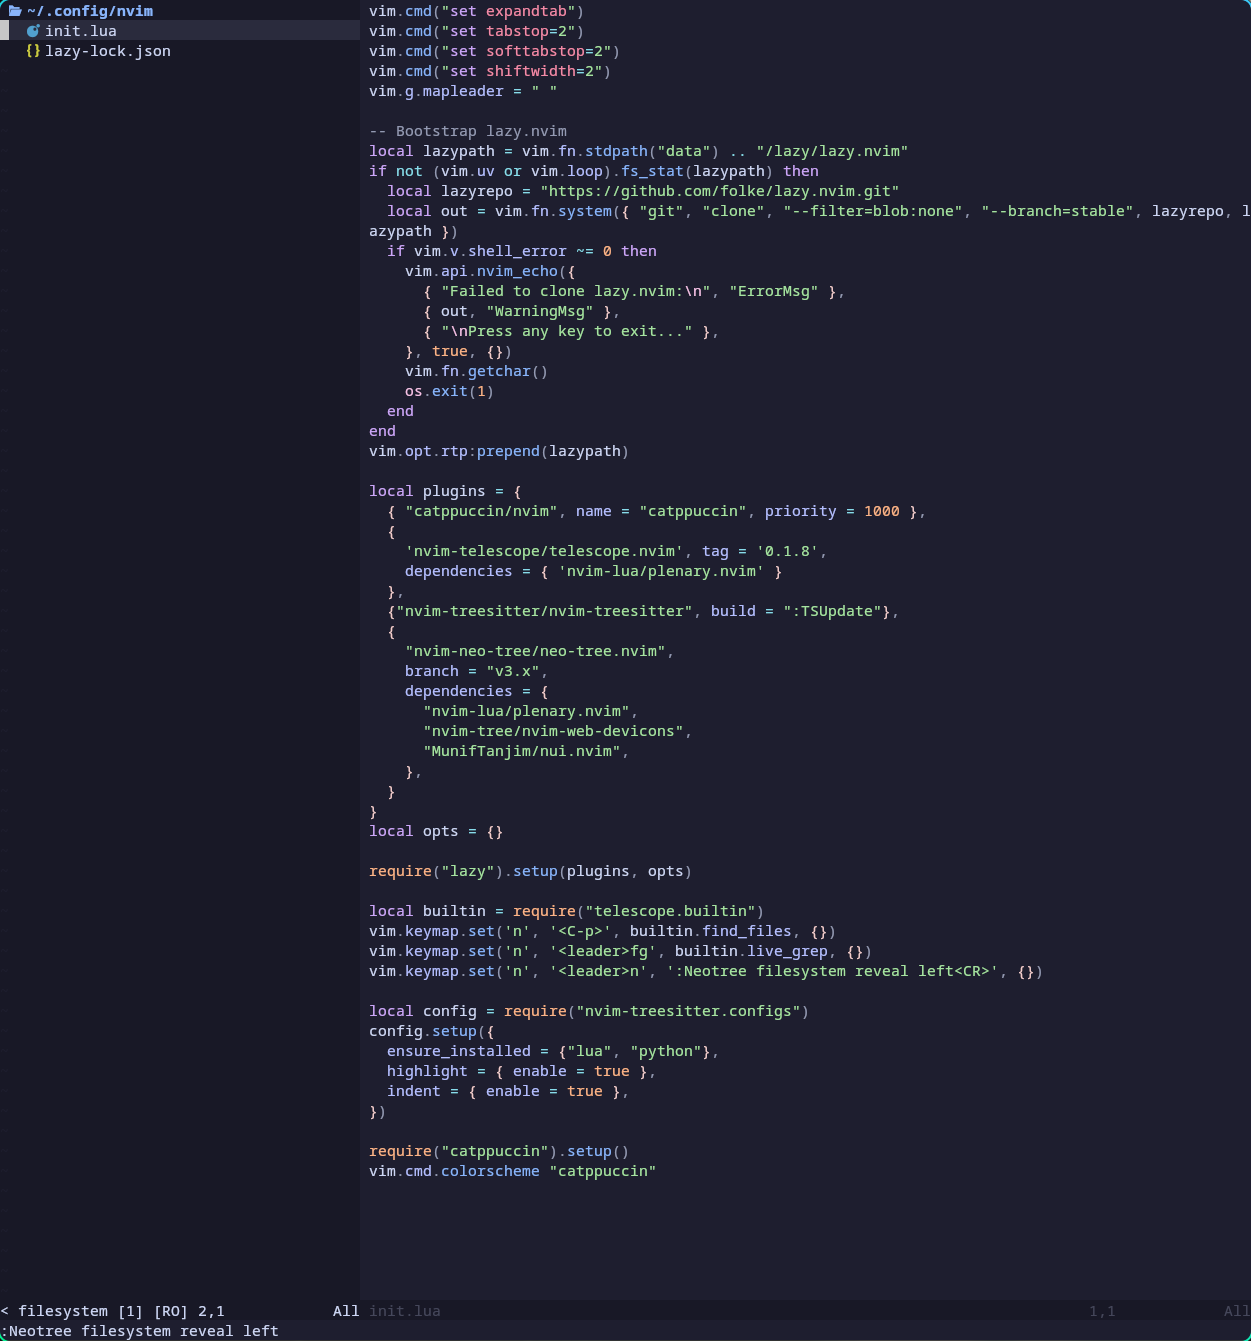 ~/.config/nvim
init.lua
{} lazy-lock.json
vim.cmd("set expandtab")
vim.cmd("set tabstop=2")
vim.cmd("set softtabstop=2")
vim.cmd("set shiftwidth=2")
vim.g.mapleader = " "

-- Bootstrap lazy.nvim
local lazypath = vim.fn.stdpath("data") .. "/lazy/lazy.nvim"
if not (vim.uv or vim.loop).fs_stat(lazypath) then
  local lazyrepo = "https://github.com/folke/lazy.nvim.git"
  local out = vim.fn.system({ "git", "clone", "--filter=blob:none", "--branch=stable", lazyrepo, l
azypath })
  if vim.v.shell_error ~= 0 then
    vim.api.nvim_echo({
      { "Failed to clone lazy.nvim:\n", "ErrorMsg" },
      { out, "WarningMsg" },
      { "\nPress any key to exit..." },
    }, true, {})
    vim.fn.getchar()
    os.exit(1)
  end
end
vim.opt.rtp:prepend(lazypath)

local plugins = {
  { "catppuccin/nvim", name = "catppuccin", priority = 1000 },
  {
    'nvim-telescope/telescope.nvim', tag = '0.1.8',
    dependencies = { 'nvim-lua/plenary.nvim' }
  },
  {"nvim-treesitter/nvim-treesitter", build = ":TSUpdate"},
  {
    "nvim-neo-tree/neo-tree.nvim",
    branch = "v3.x",
    dependencies = {
      "nvim-lua/plenary.nvim",
      "nvim-tree/nvim-web-devicons",
      "MunifTanjim/nui.nvim",
    },
  }
}
local opts = {}

require("lazy").setup(plugins, opts)

local builtin = require("telescope.builtin")
vim.keymap.set('n', '<C-p>', builtin.find_files, {})
vim.keymap.set('n', '<leader>fg', builtin.live_grep, {})
vim.keymap.set('n', '<leader>n', ':Neotree filesystem reveal left<CR>', {})

local config = require("nvim-treesitter.configs")
config.setup({
  ensure_installed = {"lua", "python"},
  highlight = { enable = true },
  indent = { enable = true },
})

require("catppuccin").setup()
vim.cmd.colorscheme "catppuccin"
< filesystem [1] [RO] 2,1 All init.lua 1,1 All
:Neotree filesystem reveal left